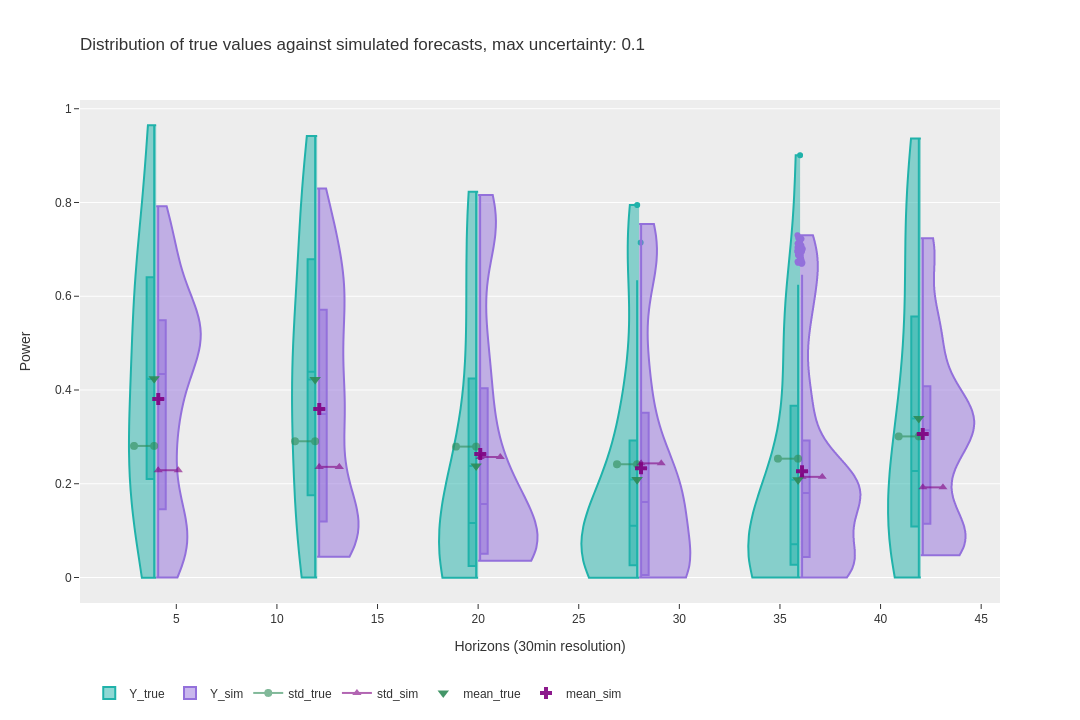 Distribution of true values against simulated forecasts, max uncertainty: 0.1
1
0.8
0.6
0.4
0.2
0
Power
5 10 15 20 25 30 35 40 45
Horizons (30min resolution)
Y_true Y_sim std_true std_sim mean_true mean_sim